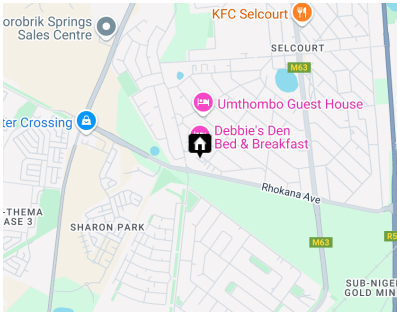 orobrik Springs
Sales Centre
KFC Selcourt
SELCOURT
M63
Umthombo Guest House
ter Crossing
Debbie's Den
Bed & Breakfast
Rhokana Ave
-THEMA
ASE 3
SHARON PARK
M63
R5
SUB-NIGE
GOLD MIN